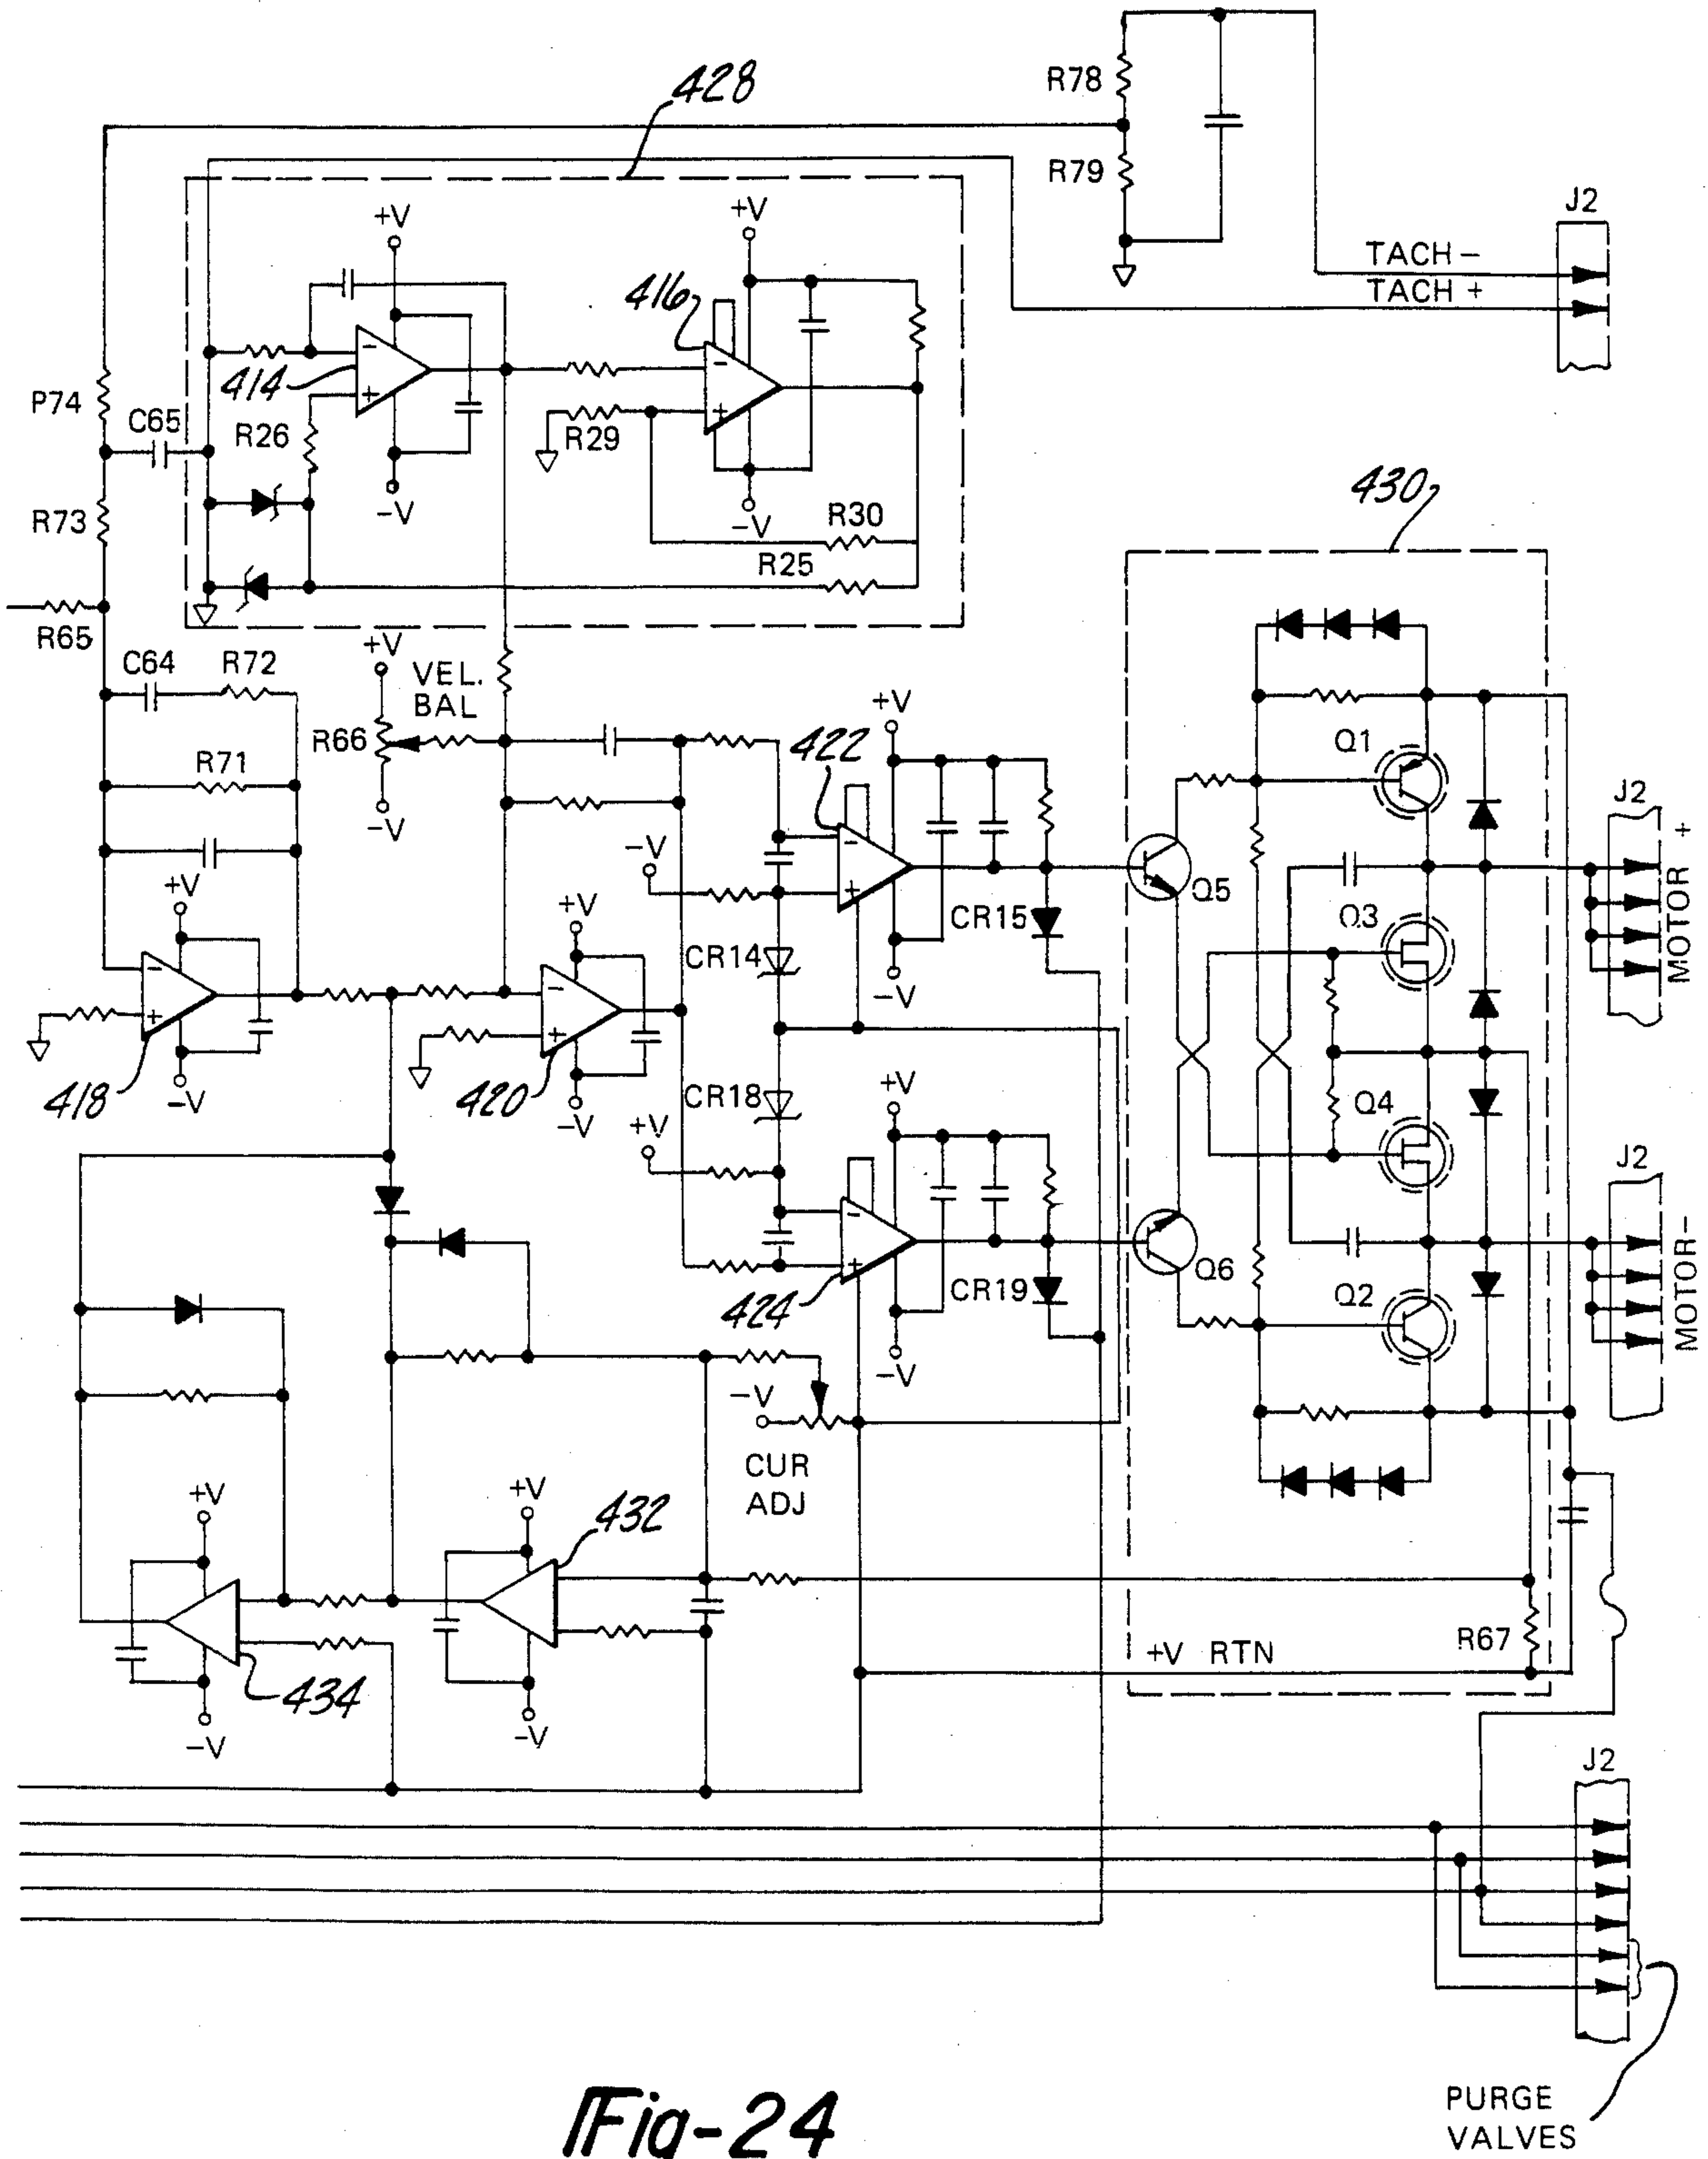 428
R78
R79
J2
TACH -
TACH +
+V
+V
416
414
P74
C65
R26
R29
-V
-V
R30
R25
R73
R65
430
+V
VEL.
BAL
C64
R72
R66
R71
-V
+V
422
Q1
J2
MOTOR +
-V
Q5
CR15
Q3
+V
+V
CR14
-V
418
-V
420
-V
CR18
+V
+V
Q4
J2
MOTOR-
Q6
CR19
Q2
424
-V
-V
CUR
ADJ
+V
+V
432
434
-V
-V
+V RTN
R67
J2
PURGE
VALVES
Fig-24